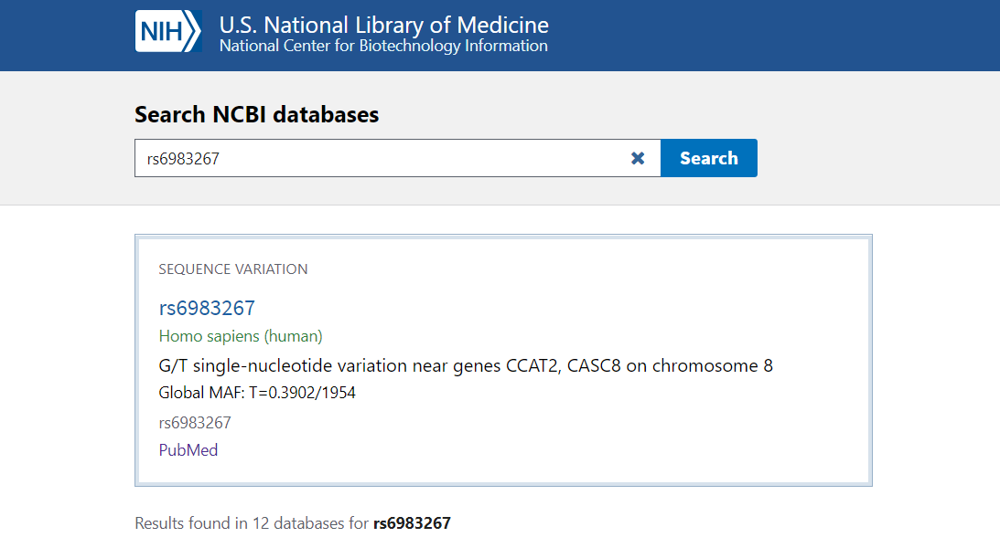 NIH
U.S. National Library of Medicine
National Center for Biotechnology Information
Search NCBI databases
rs6983267
Search
SEQUENCE VARIATION
rs6983267
Homo sapiens (human)
G/T single-nucleotide variation near genes CCAT2, CASC8 on chromosome 8
Global MAF: T=0.3902/1954
rs6983267
PubMed
Results found in 12 databases for rs6983267